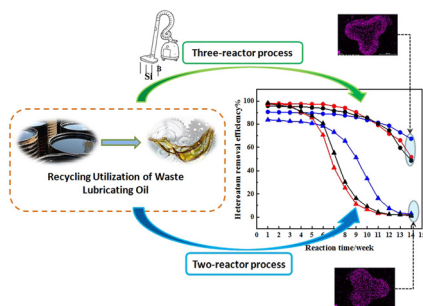 Three-reactor process
Si
B
Recycling Utilization of Waste
Lubricating Oil
Two-reactor process
Heteroatom removal efficiency%
100
80
60
40
20
0
0 1 2 3 4 5 6 7 8 9 10 11 12 13 14 15
Reaction time/week